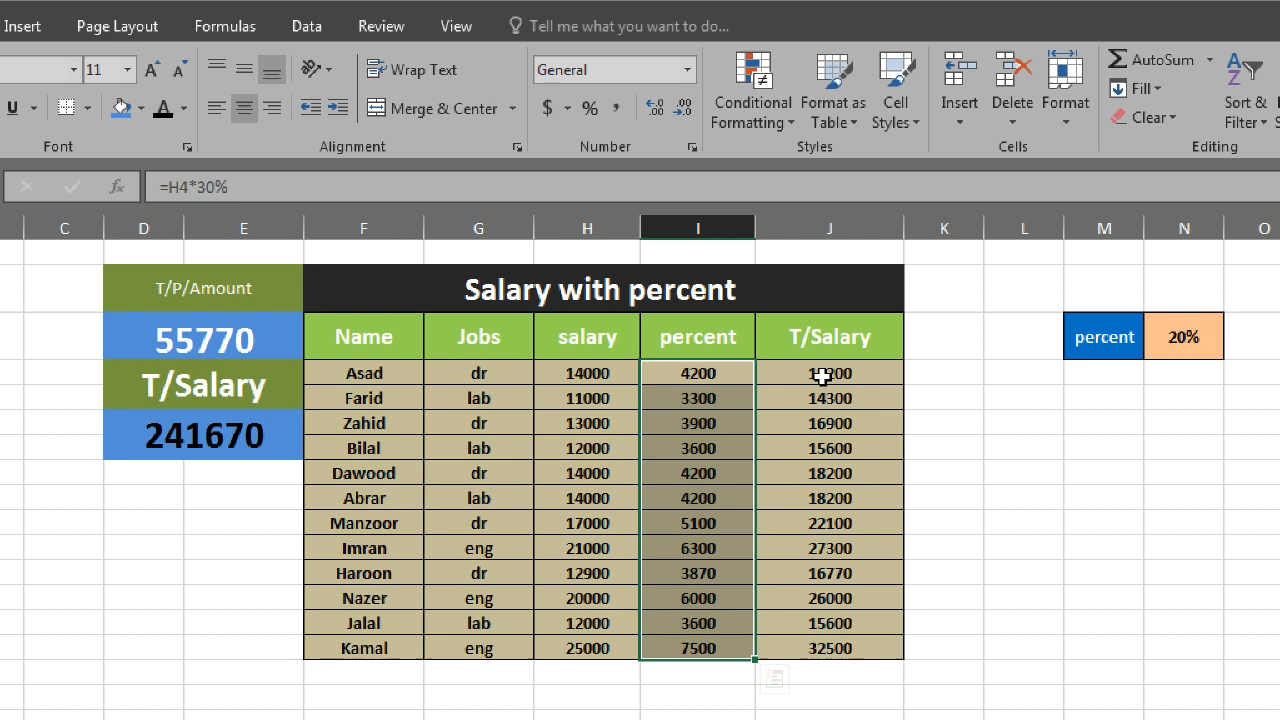 Insert Page Layout Formulas Data Review View Tell me what you want to do...
11 A A Wrap Text General AutoSum
U A Merge & Center $ % , Conditional Formatting Format as Table Cell Styles Insert Delete Format Fill Clear Sort & Filter
Font Alignment Number Styles Cells Editing
fx =H4*30%
C D E F G H I J K L M N O
T/P/Amount Salary with percent
55770 Name Jobs salary percent T/Salary percent 20%
T/Salary Asad dr 14000 4200
Farid lab 11000 3300 14300
241670 Zahid dr 13000 3900 16900
Bilal lab 12000 3600 15600
Dawood dr 14000 4200 18200
Abrar lab 14000 4200 18200
Manzoor dr 17000 5100 22100
Imran eng 21000 6300 27300
Haroon dr 12900 3870 16770
Nazer eng 20000 6000 26000
Jalal lab 12000 3600 15600
Kamal eng 25000 7500 32500